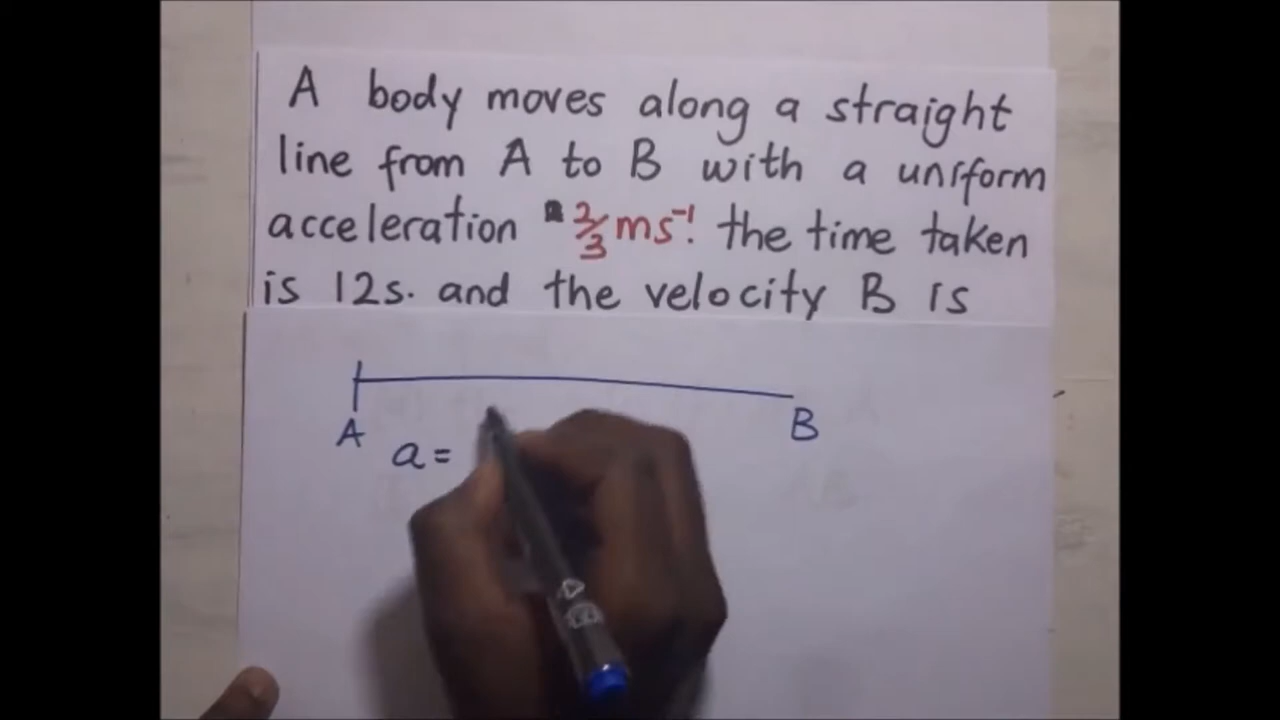 A body moves along a straight
line from A to B with a uniform
acceleration 2/3 ms⁻¹. the time taken
is 12s. and the velocity B is
A
B
a =